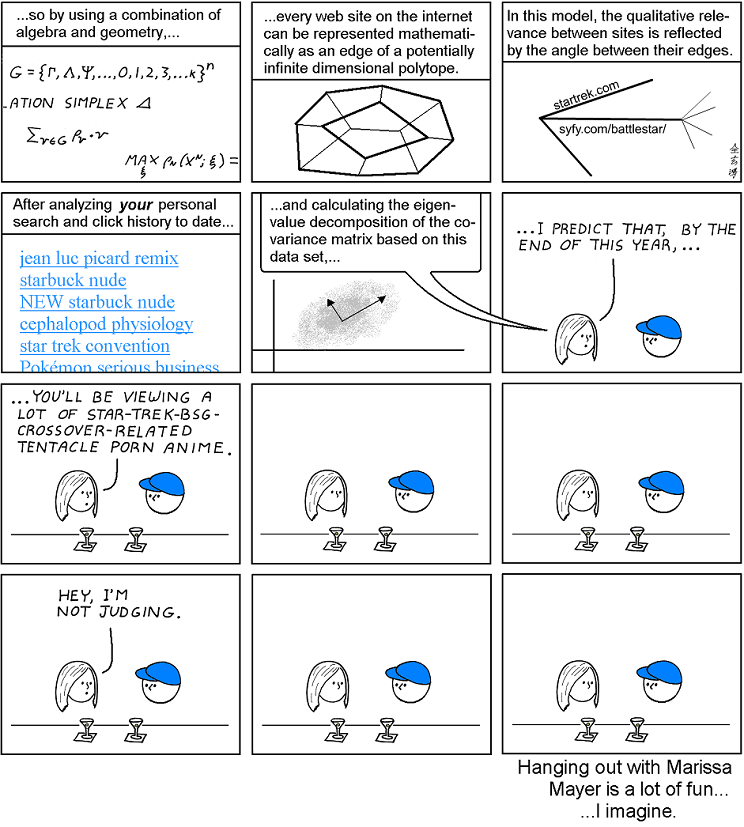 ...so by using a combination of
algebra and geometry,...
G = {Γ, Λ, Ψ, ..., 0, 1, 2, 3, ...κ}ⁿ
LATION SIMPLEX Δ
MAX
...every web site on the internet
can be represented mathemati-
cally as an edge of a potentially
infinite dimensional polytope.
In this model, the qualitative rele-
vance between sites is reflected
by the angle between their edges.
startrek.com
syfy.com/battlestar/
After analyzing your personal
search and click history to date...
jean luc picard remix
starbuck nude
NEW starbuck nude
cephalopod physiology
star trek convention
Pokémon serious business
...and calculating the eigen-
value decomposition of the co-
variance matrix based on this
data set,...
...I PREDICT THAT, BY THE
END OF THIS YEAR,...
...YOU'LL BE VIEWING A
LOT OF STAR-TREK-BSG-
CROSSOVER-RELATED
TENTACLE PORN ANIME.
HEY, I'M
NOT JUDGING.
Hanging out with Marissa
Mayer is a lot of fun...
...I imagine.